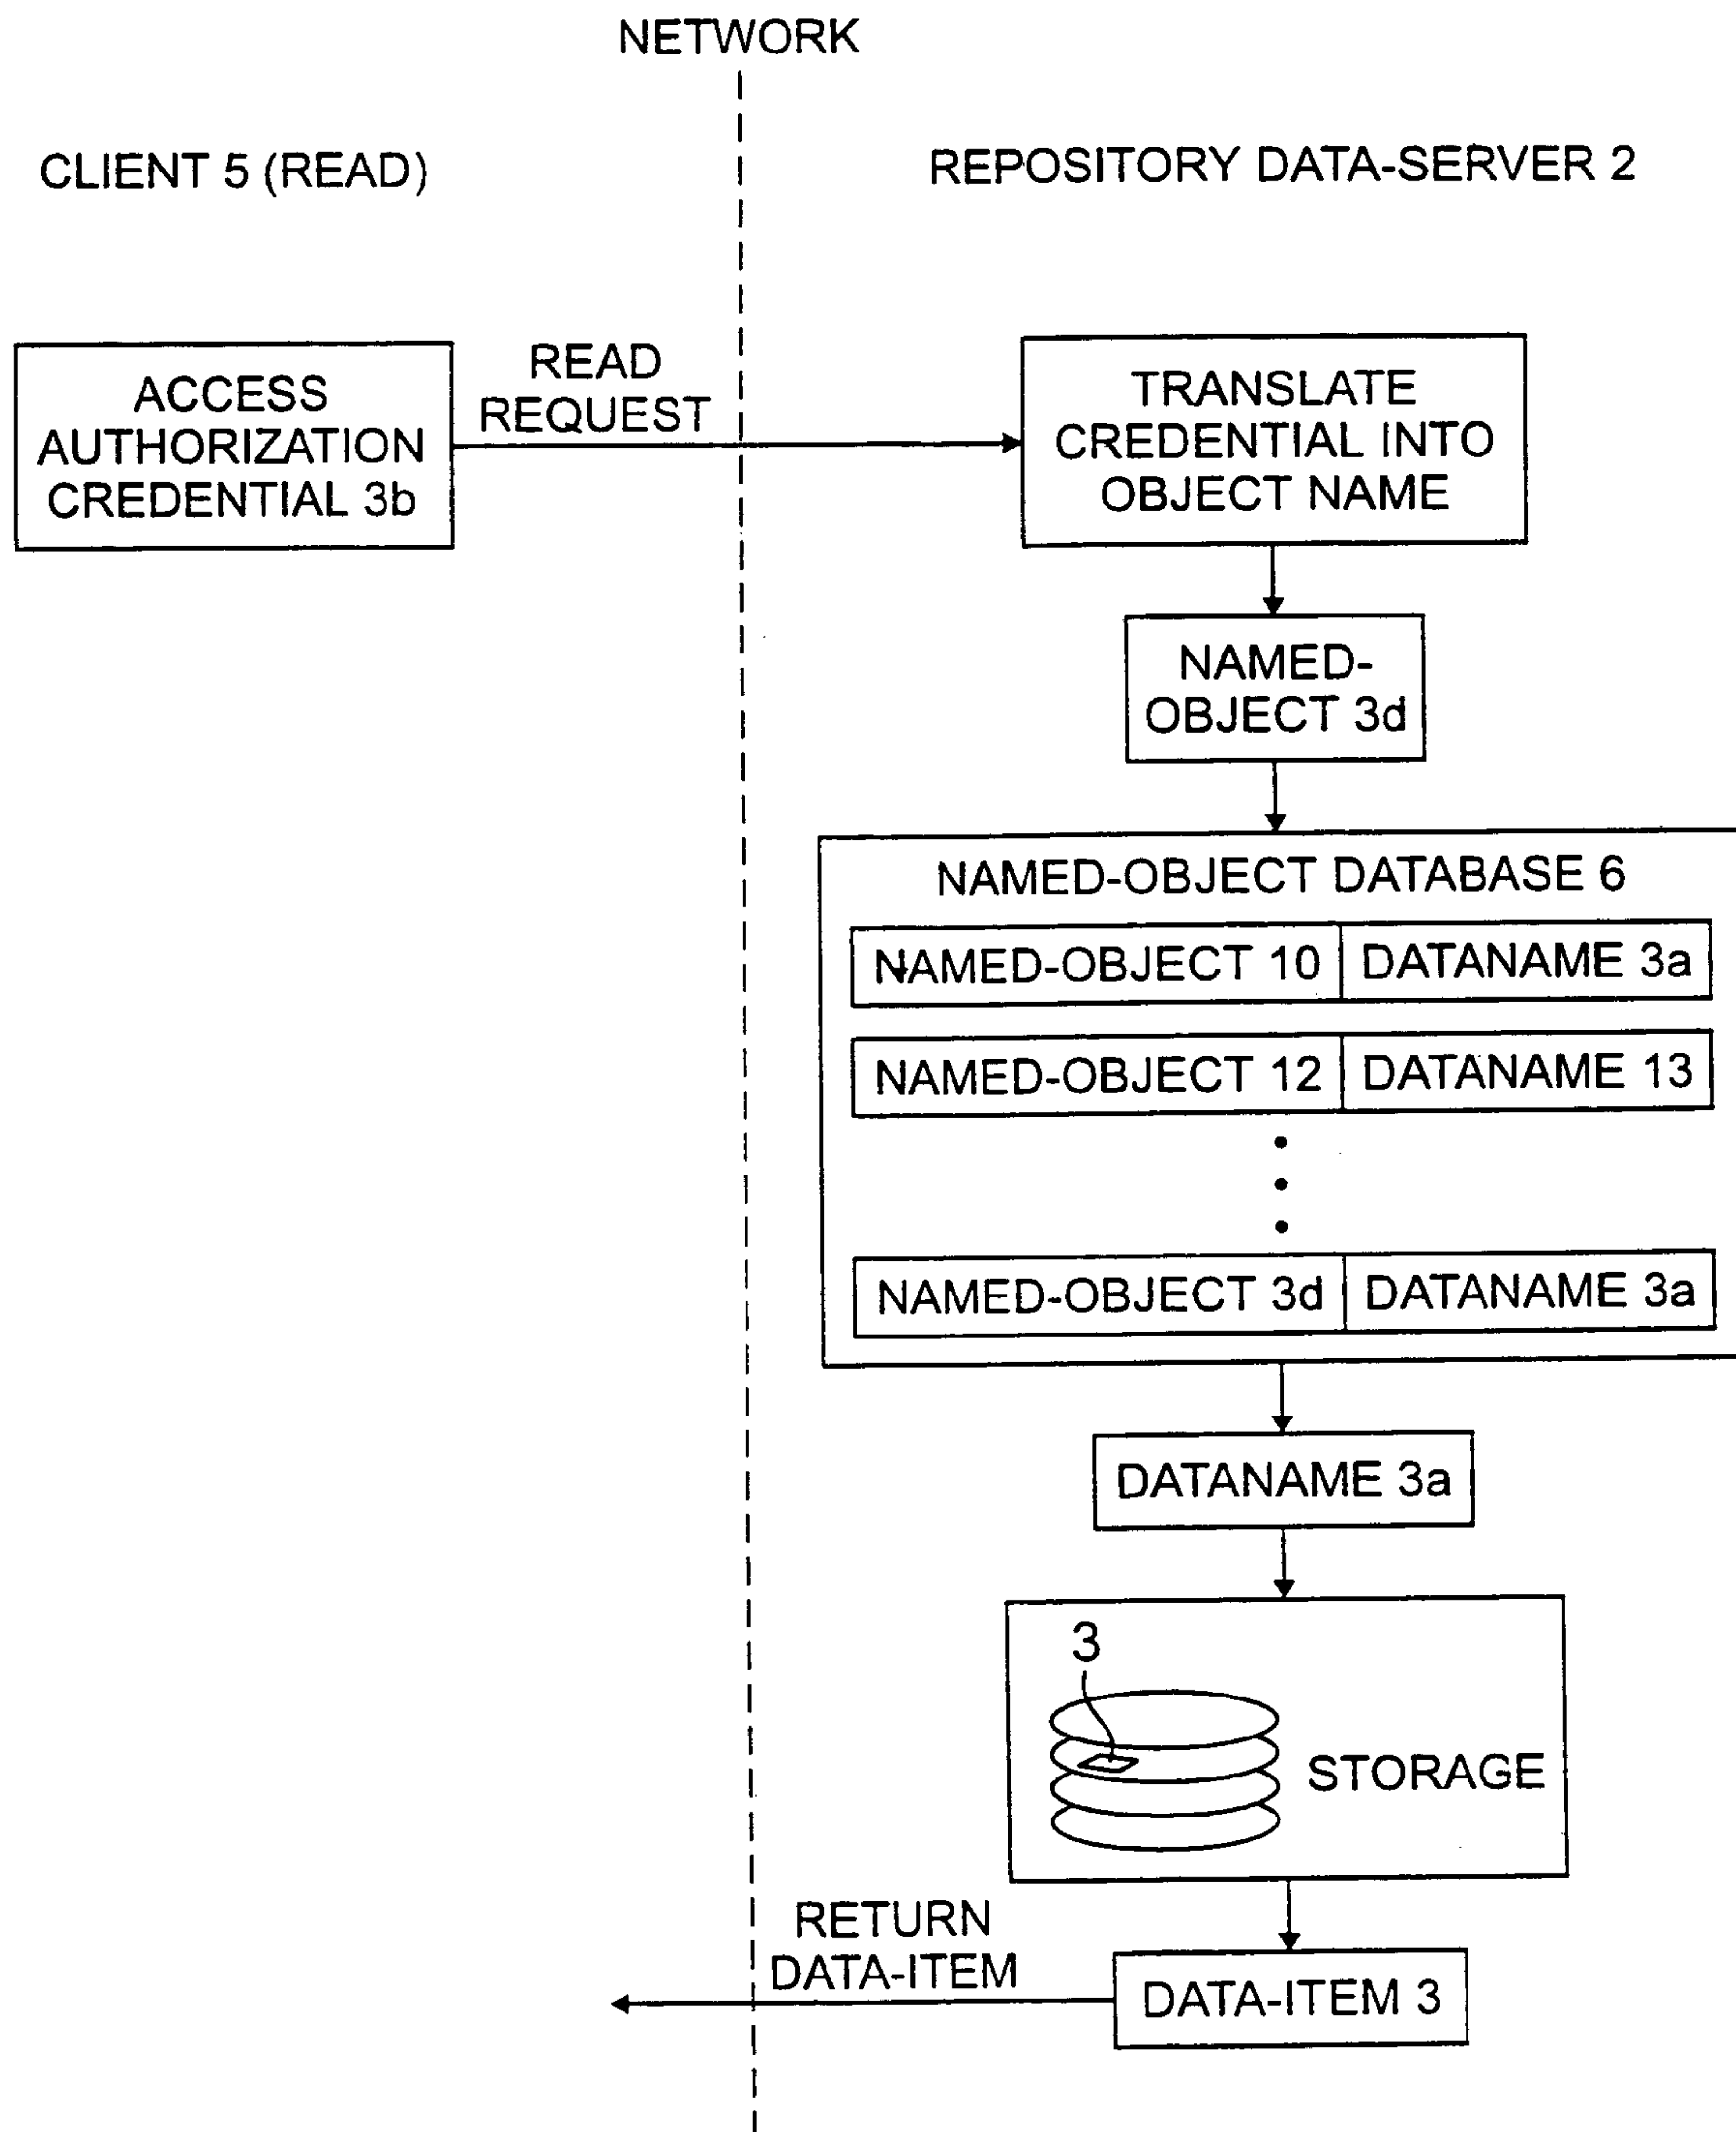 NETWORK
CLIENT 5 (READ)
REPOSITORY DATA-SERVER 2
ACCESS
AUTHORIZATION
CREDENTIAL 3b
READ
REQUEST
TRANSLATE
CREDENTIAL INTO
OBJECT NAME
NAMED-
OBJECT 3d
NAMED-OBJECT DATABASE 6
NAMED-OBJECT 10 DATANAME 3a
NAMED-OBJECT 12 DATANAME 13
NAMED-OBJECT 3d DATANAME 3a
DATANAME 3a
3
STORAGE
RETURN
DATA-ITEM
DATA-ITEM 3